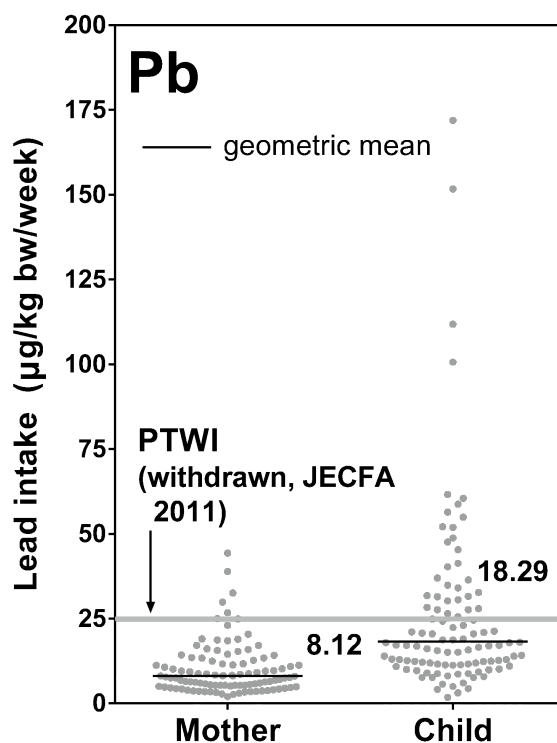 Pb
geometric mean
Lead intake (µg/kg bw/week)
200
175
150
125
100
75
50
25
0
PTWI
(withdrawn, JECFA
2011)
8.12
18.29
Mother
Child